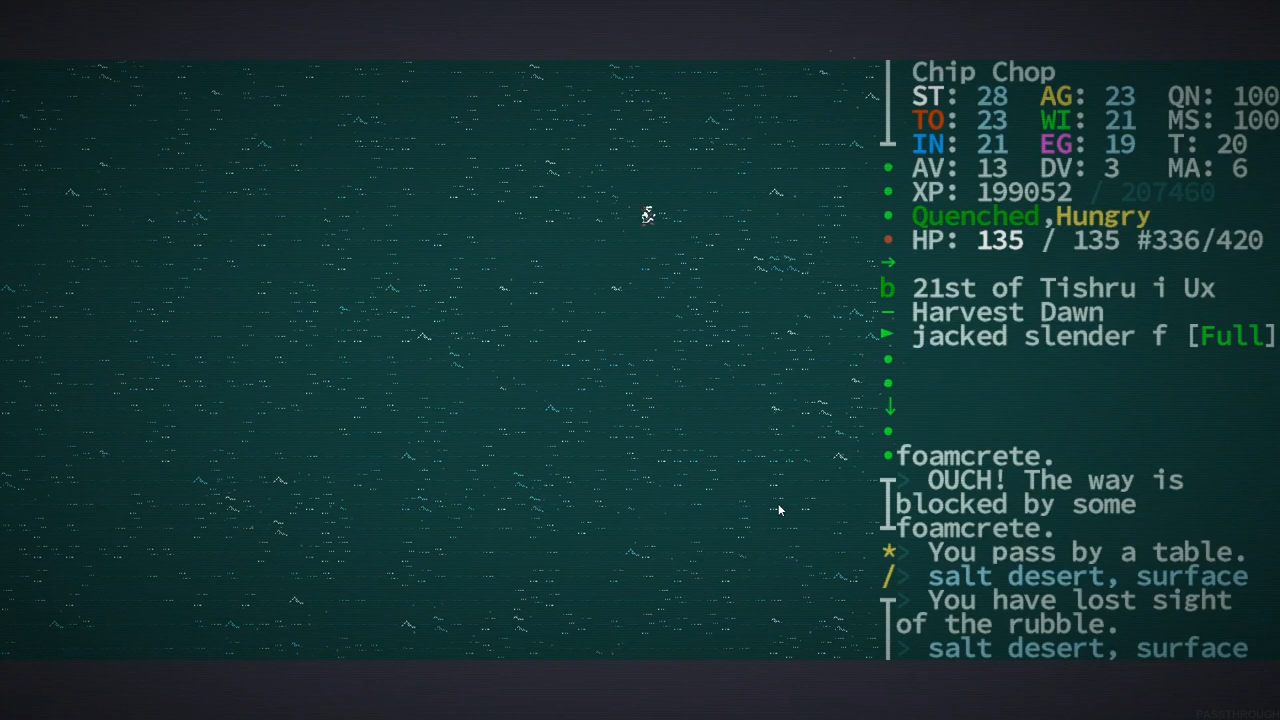 Chip Chop
ST: 28 AG: 23 QN: 100
TO: 23 WI: 21 MS: 100
IN: 21 EG: 19 T: 20
AV: 13 DV: 3 MA: 6
XP: 199052 / 207460
Quenched,Hungry
HP: 135 / 135 #336/420
b 21st of Tishru i Ux
Harvest Dawn
jacked slender f [Full]
foamcrete.
> OUCH! The way is
blocked by some
foamcrete.
*> You pass by a table.
/> salt desert, surface
> You have lost sight
of the rubble.
> salt desert, surface